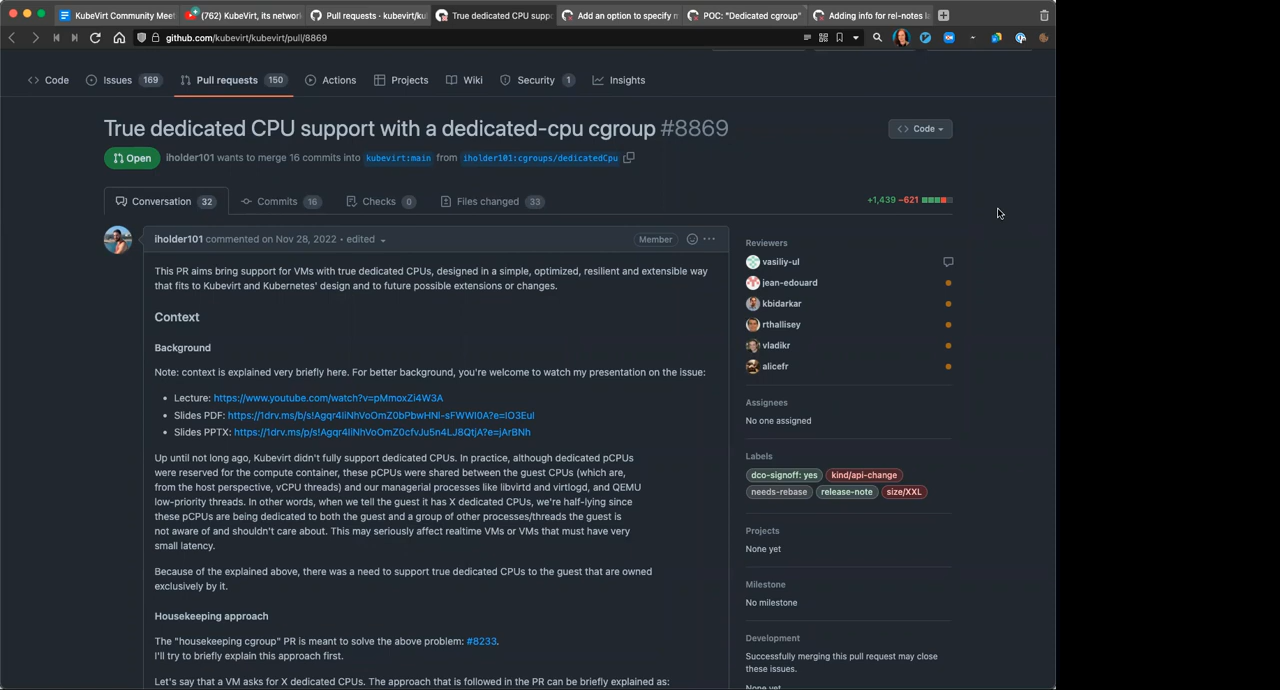 KubeVirt Community Meet
(762) KubeVirt, its network
Pull requests · kubevirt/ku
True dedicated CPU suppo
Add an option to specify n
POC: "Dedicated cgroup"
Adding info for rel-notes l
github.com/kubevirt/kubevirt/pull/8869
Code
Issues 169
Pull requests 150
Actions
Projects
Wiki
Security 1
Insights
True dedicated CPU support with a dedicated-cpu cgroup #8869
Code
Open
iholder101 wants to merge 16 commits into kubevirt:main from iholder101:cgroups/dedicatedCpu
Conversation 32
Commits 16
Checks 0
Files changed 33
+1,439 −621
iholder101 commented on Nov 28, 2022 • edited
Member
This PR aims bring support for VMs with true dedicated CPUs, designed in a simple, optimized, resilient and extensible way
that fits to Kubevirt and Kubernetes' design and to future possible extensions or changes.
Context
Background
Note: context is explained very briefly here. For better background, you're welcome to watch my presentation on the issue:
• Lecture: https://www.youtube.com/watch?v=pMmoxZi4W3A
• Slides PDF: https://1drv.ms/b/s!Agqr4liNhVoOmZ0bPbwHNl-sFWWI0A?e=IO3Eul
• Slides PPTX: https://1drv.ms/p/s!Agqr4liNhVoOmZ0cfvJu5n4LJ8QtjA?e=jArBNh
Up until not long ago, Kubevirt didn't fully support dedicated CPUs. In practice, although dedicated pCPUs
were reserved for the compute container, these pCPUs were shared between the guest CPUs (which are,
from the host perspective, vCPU threads) and our managerial processes like libvirtd and virtlogd, and QEMU
low-priority threads. In other words, when we tell the guest it has X dedicated CPUs, we're half-lying since
these pCPUs are being dedicated to both the guest and a group of other processes/threads the guest is
not aware of and shouldn't care about. This may seriously affect realtime VMs or VMs that must have very
small latency.
Because of the explained above, there was a need to support true dedicated CPUs to the guest that are owned
exclusively by it.
Housekeeping approach
The "housekeeping cgroup" PR is meant to solve the above problem: #8233.
I'll try to briefly explain this approach first.
Let's say that a VM asks for X dedicated CPUs. The approach that is followed in the PR can be briefly explained as:
Reviewers
vasiliy-ul
jean-edouard
kbidarkar
rthallisey
vladikr
alicefr
Assignees
No one assigned
Labels
dco-signoff: yes
kind/api-change
needs-rebase
release-note
size/XXL
Projects
None yet
Milestone
No milestone
Development
Successfully merging this pull request may close
these issues.
None yet